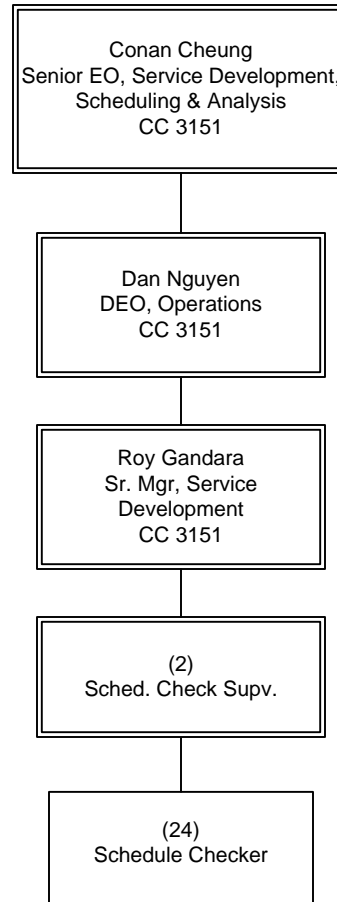 Conan Cheung
Senior EO, Service Development,
Scheduling & Analysis
CC 3151
Dan Nguyen
DEO, Operations
CC 3151
Roy Gandara
Sr. Mgr, Service
Development
CC 3151
(2)
Sched. Check Supv.
(24)
Schedule Checker